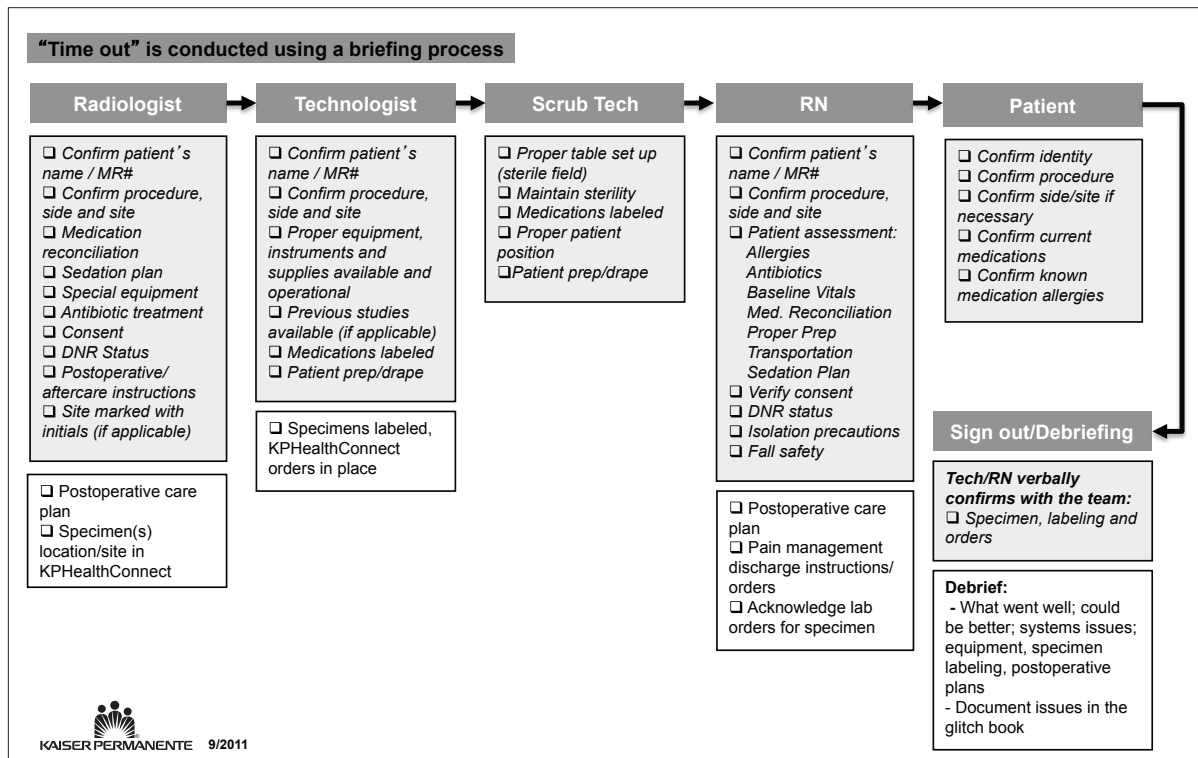 “Time out” is conducted using a briefing process
Radiologist
❑ Confirm patient’s
name / MR#
❑ Confirm procedure,
side and site
❑ Medication
reconciliation
❑ Sedation plan
❑ Special equipment
❑ Antibiotic treatment
❑ Consent
❑ DNR Status
❑ Postoperative/
aftercare instructions
❑ Site marked with
initials (if applicable)
❑ Postoperative care
plan
❑ Specimen(s)
location/site in
KPHealthConnect
Technologist
❑ Confirm patient’s
name / MR#
❑ Confirm procedure,
side and site
❑ Proper equipment,
instruments and
supplies available and
operational
❑ Previous studies
available (if applicable)
❑ Medications labeled
❑ Patient prep/drape
❑ Specimens labeled,
KPHealthConnect
orders in place
Scrub Tech
❑ Proper table set up
(sterile field)
❑ Maintain sterility
❑ Medications labeled
❑ Proper patient
position
❑Patient prep/drape
RN
❑ Confirm patient’s
name / MR#
❑ Confirm procedure,
side and site
❑ Patient assessment:
Allergies
Antibiotics
Baseline Vitals
Med. Reconciliation
Proper Prep
Transportation
Sedation Plan
❑ Verify consent
❑ DNR status
❑ Isolation precautions
❑ Fall safety
❑ Postoperative care
plan
❑ Pain management
discharge instructions/
orders
❑ Acknowledge lab
orders for specimen
Patient
❑ Confirm identity
❑ Confirm procedure
❑ Confirm side/site if
necessary
❑ Confirm current
medications
❑ Confirm known
medication allergies
Sign out/Debriefing
Tech/RN verbally
confirms with the team:
❑ Specimen, labeling and
orders
Debrief:
- What went well; could
be better; systems issues;
equipment, specimen
labeling, postoperative
plans
- Document issues in the
glitch book
KAISER PERMANENTE 9/2011